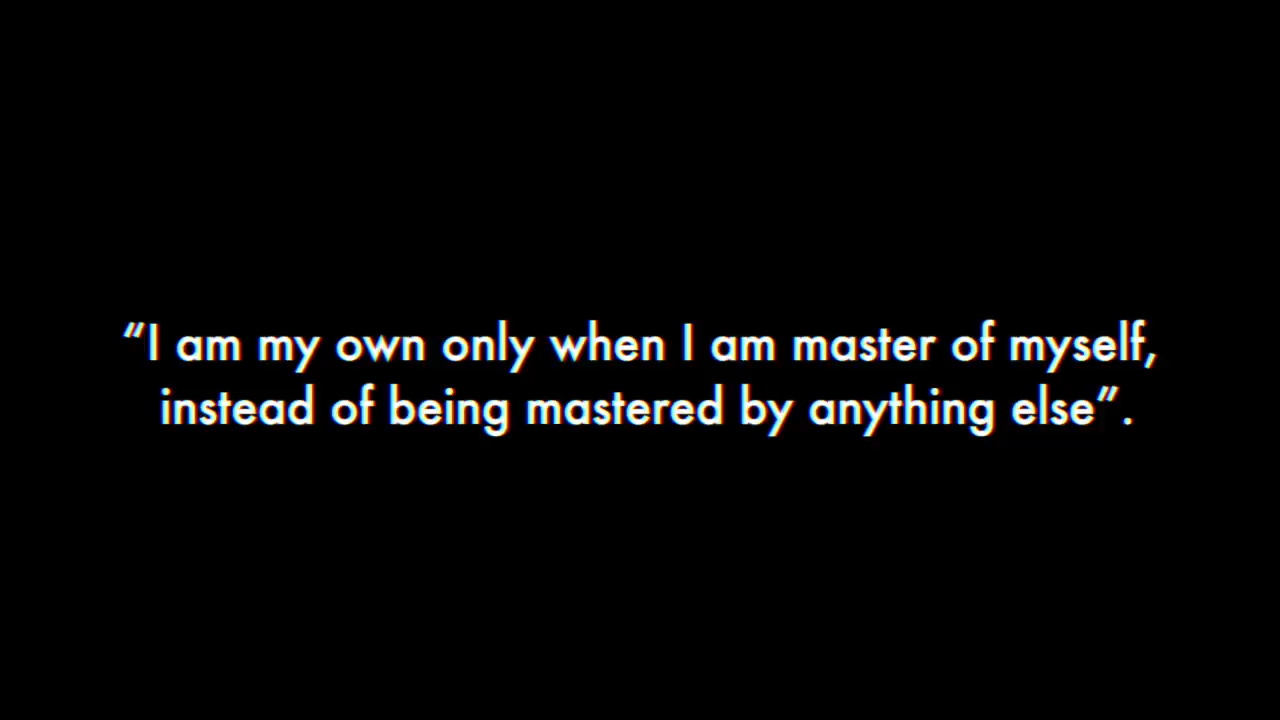 “I am my own only when I am master of myself,
instead of being mastered by anything else”.